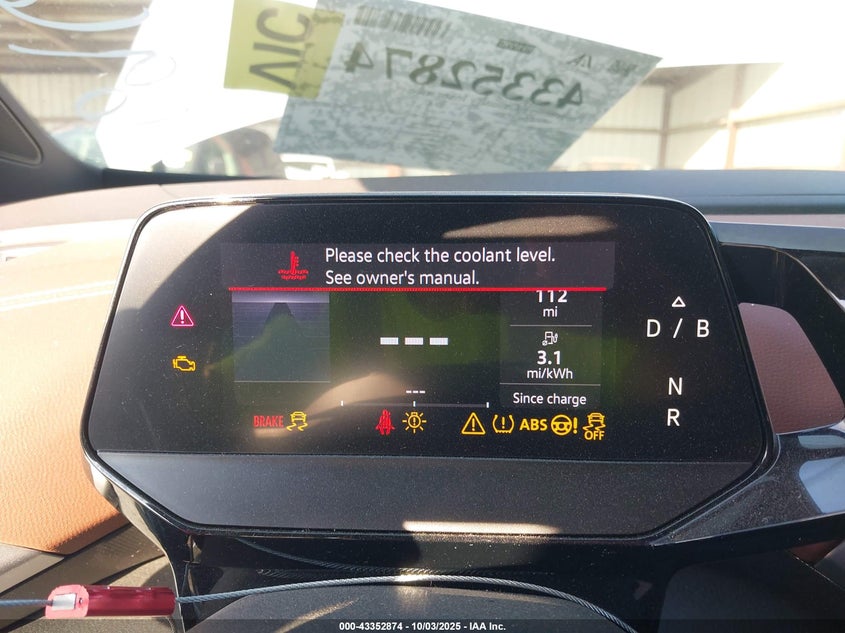 VIC
43352874
Please check the coolant level.
See owner's manual.
112
mi
3.1
mi/kWh
Since charge
---
---
D / B
N
R
BRAKE
ABS
OFF
000-43352874 | 10/03/2025 - IAA Inc.